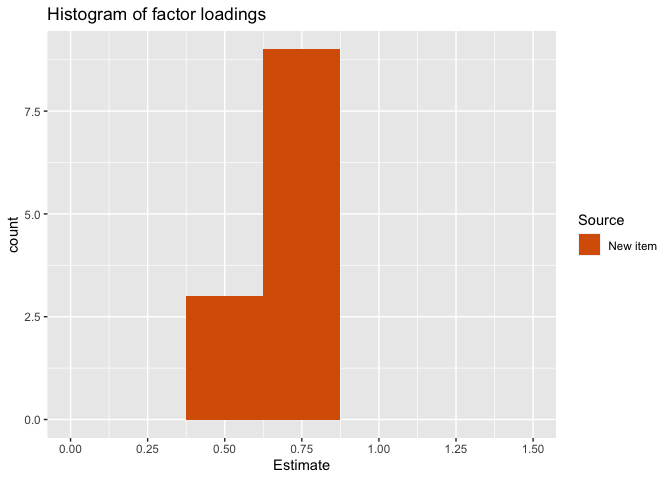 Histogram of factor loadings
7.5
5.0
2.5
0.0
count
0.00 0.25 0.50 0.75 1.00 1.25 1.50
Estimate
Source
New item